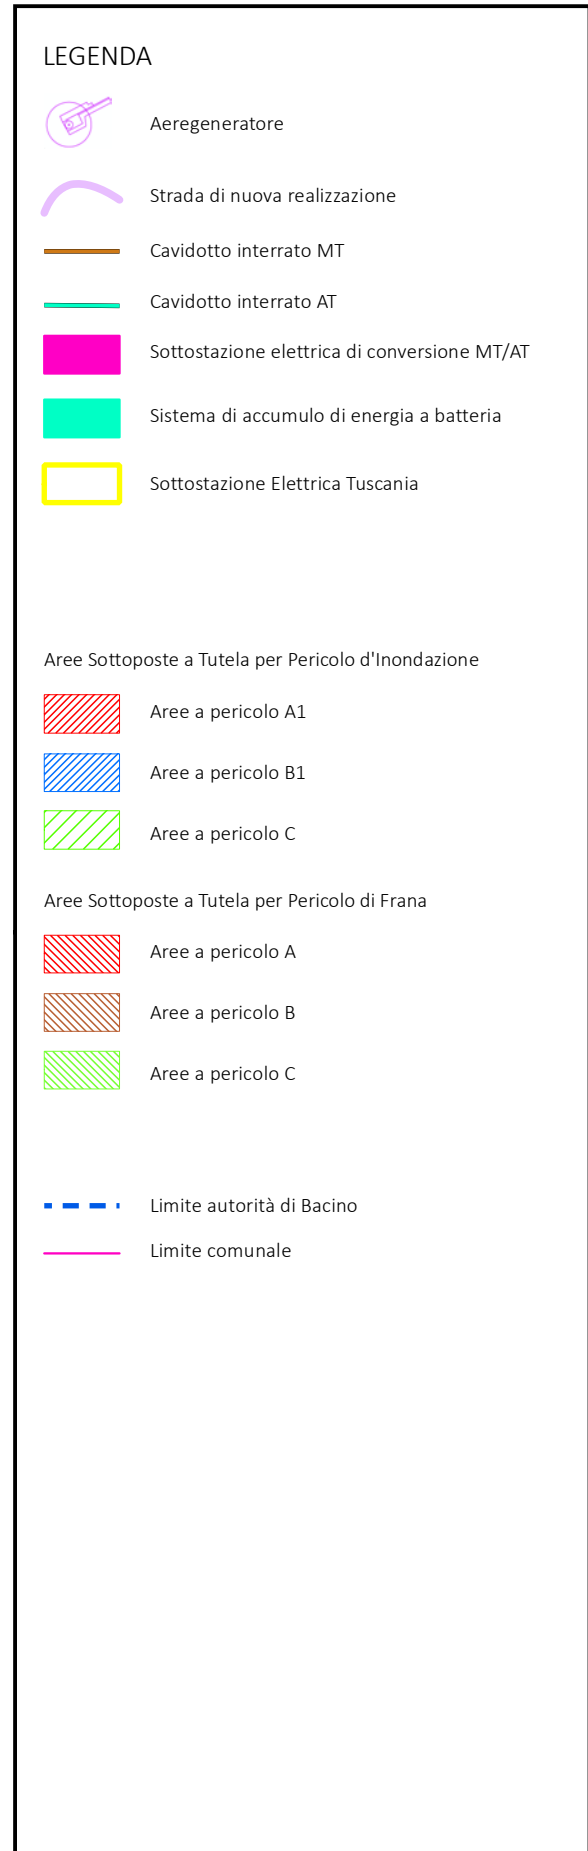 LEGENDA
Aeregeneratore
Strada di nuova realizzazione
Cavidotto interrato MT
Cavidotto interrato AT
Sottostazione elettrica di conversione MT/AT
Sistema di accumulo di energia a batteria
Sottostazione Elettrica Tuscania
Aree Sottoposte a Tutela per Pericolo d'Inondazione
Aree a pericolo A1
Aree a pericolo B1
Aree a pericolo C
Aree Sottoposte a Tutela per Pericolo di Frana
Aree a pericolo A
Aree a pericolo B
Aree a pericolo C
Limite autorità di Bacino
Limite comunale